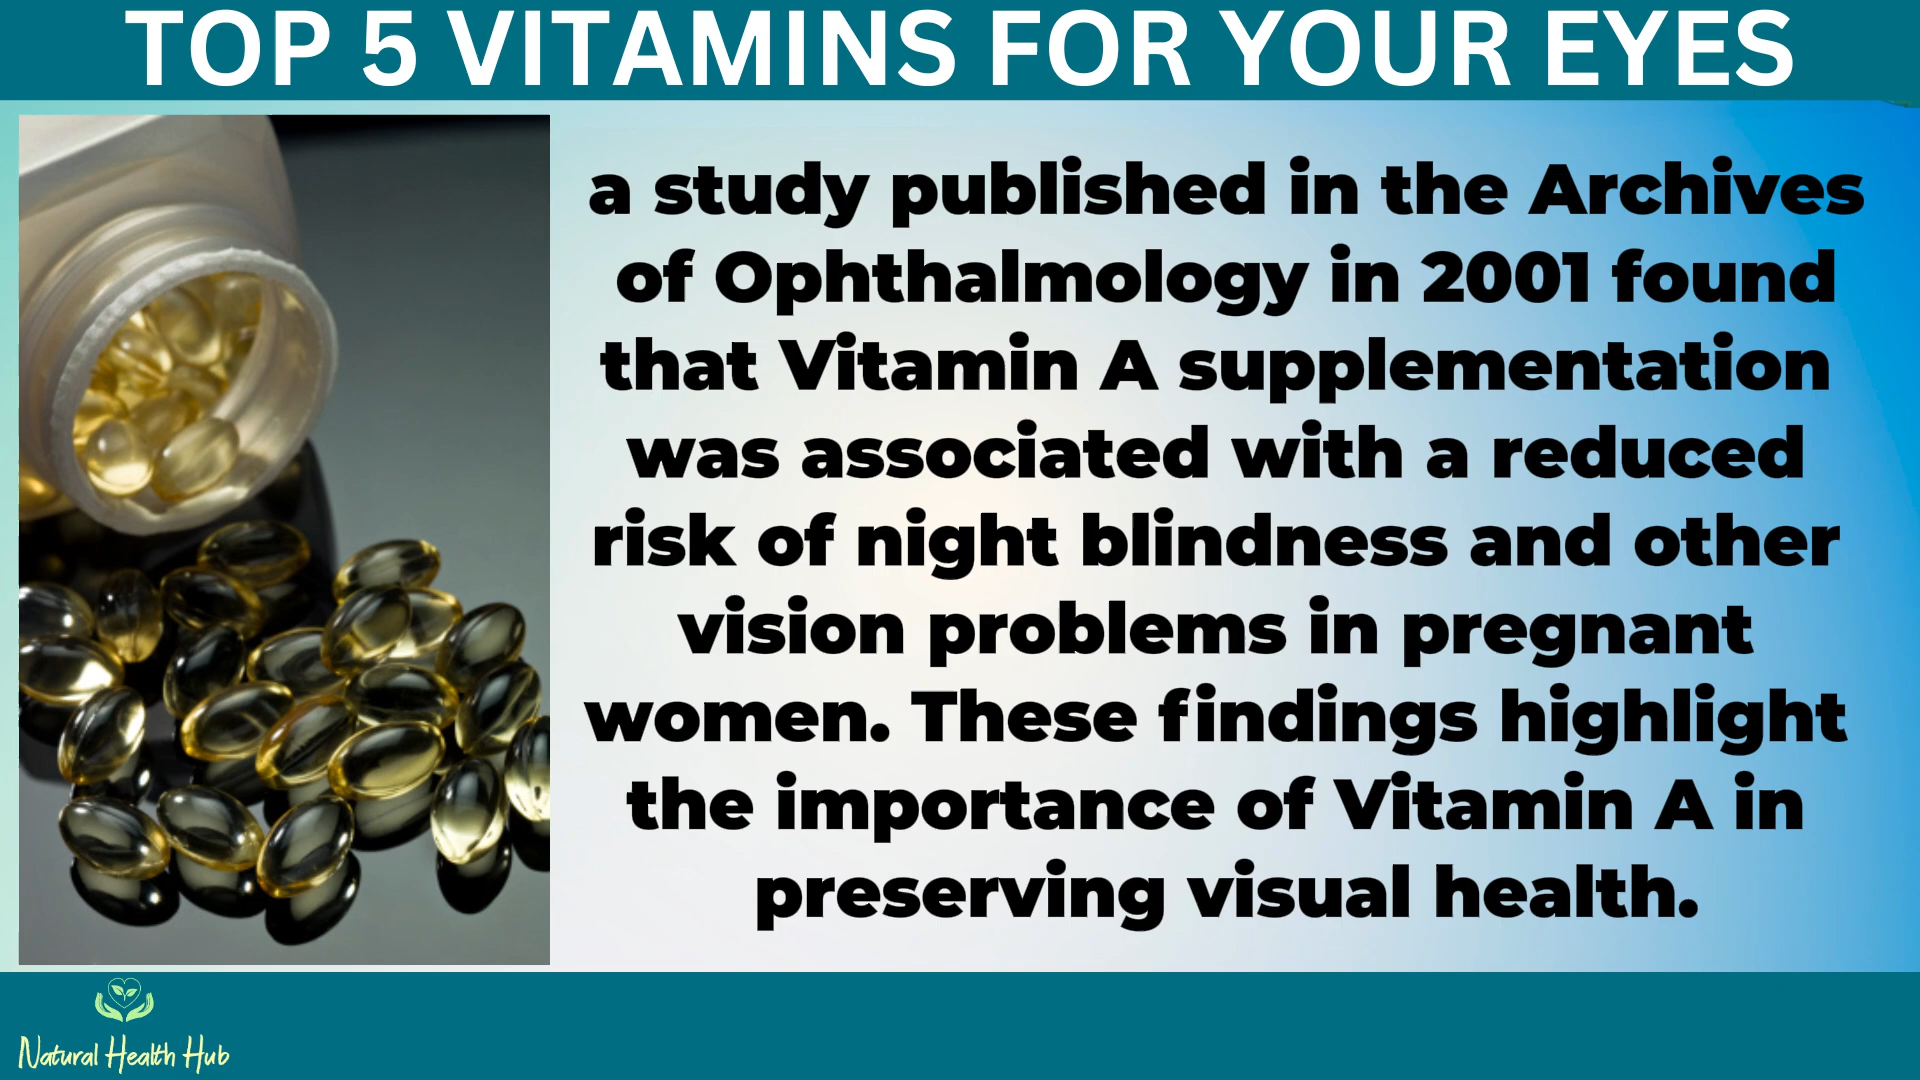 TOP 5 VITAMINS FOR YOUR EYES
a study published in the Archives
of Ophthalmology in 2001 found
that Vitamin A supplementation
was associated with a reduced
risk of night blindness and other
vision problems in pregnant
women. These findings highlight
the importance of Vitamin A in
preserving visual health.
Natural Health Hub